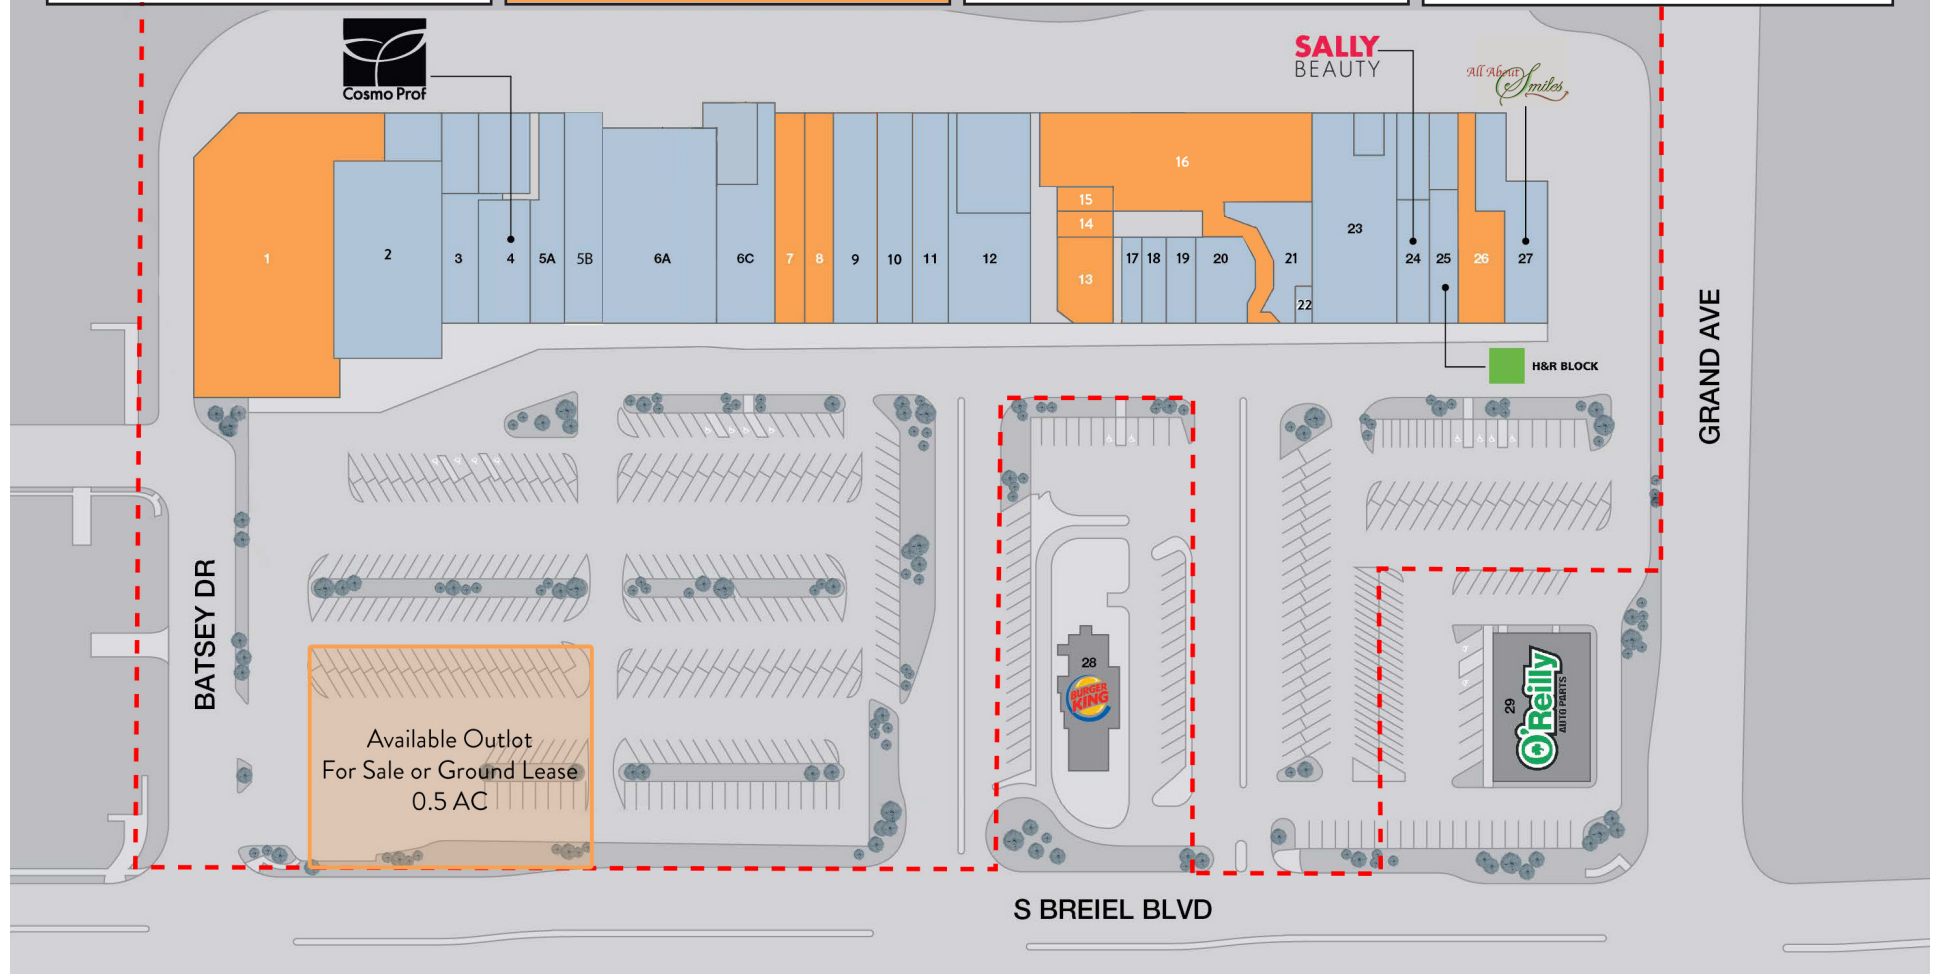 Cosmo Prof
SALLY
BEAUTY
All About
Smiles
1
2
3
4
5A
5B
6A
6C
7
8
9
10
11
12
13
14
15
16
17
18
19
20
21
22
23
24
25
26
27
H&R BLOCK
GRAND AVE
BATSEY DR
28
BURGER
KING
29
O'Reilly
AUTO PARTS
Available Outlot
For Sale or Ground Lease
0.5 AC
S BREIEL BLVD